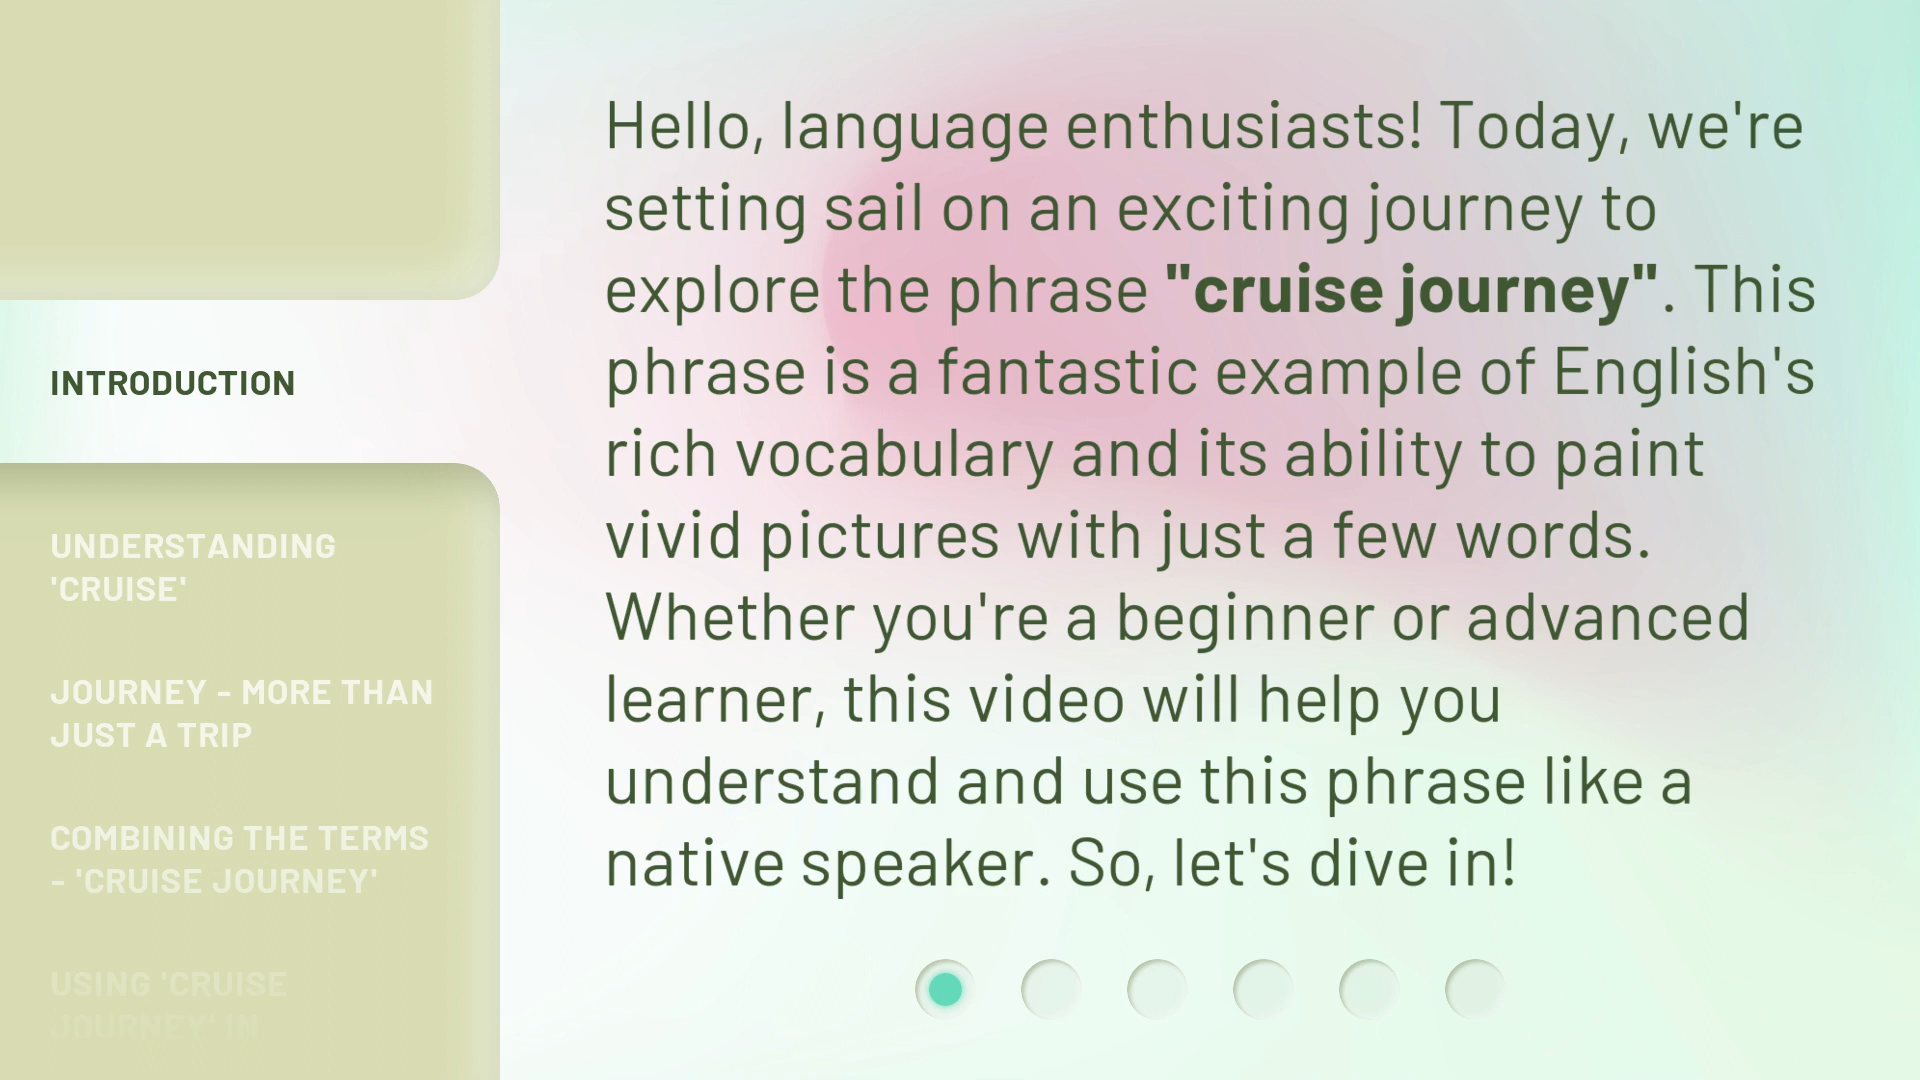 INTRODUCTION
UNDERSTANDING
'CRUISE'
JOURNEY - MORE THAN
JUST A TRIP
COMBINING THE TERMS
- 'CRUISE JOURNEY'
USING 'CRUISE
JOURNEY' IN
Hello, language enthusiasts! Today, we're
setting sail on an exciting journey to
explore the phrase "cruise journey". This
phrase is a fantastic example of English's
rich vocabulary and its ability to paint
vivid pictures with just a few words.
Whether you're a beginner or advanced
learner, this video will help you
understand and use this phrase like a
native speaker. So, let's dive in!